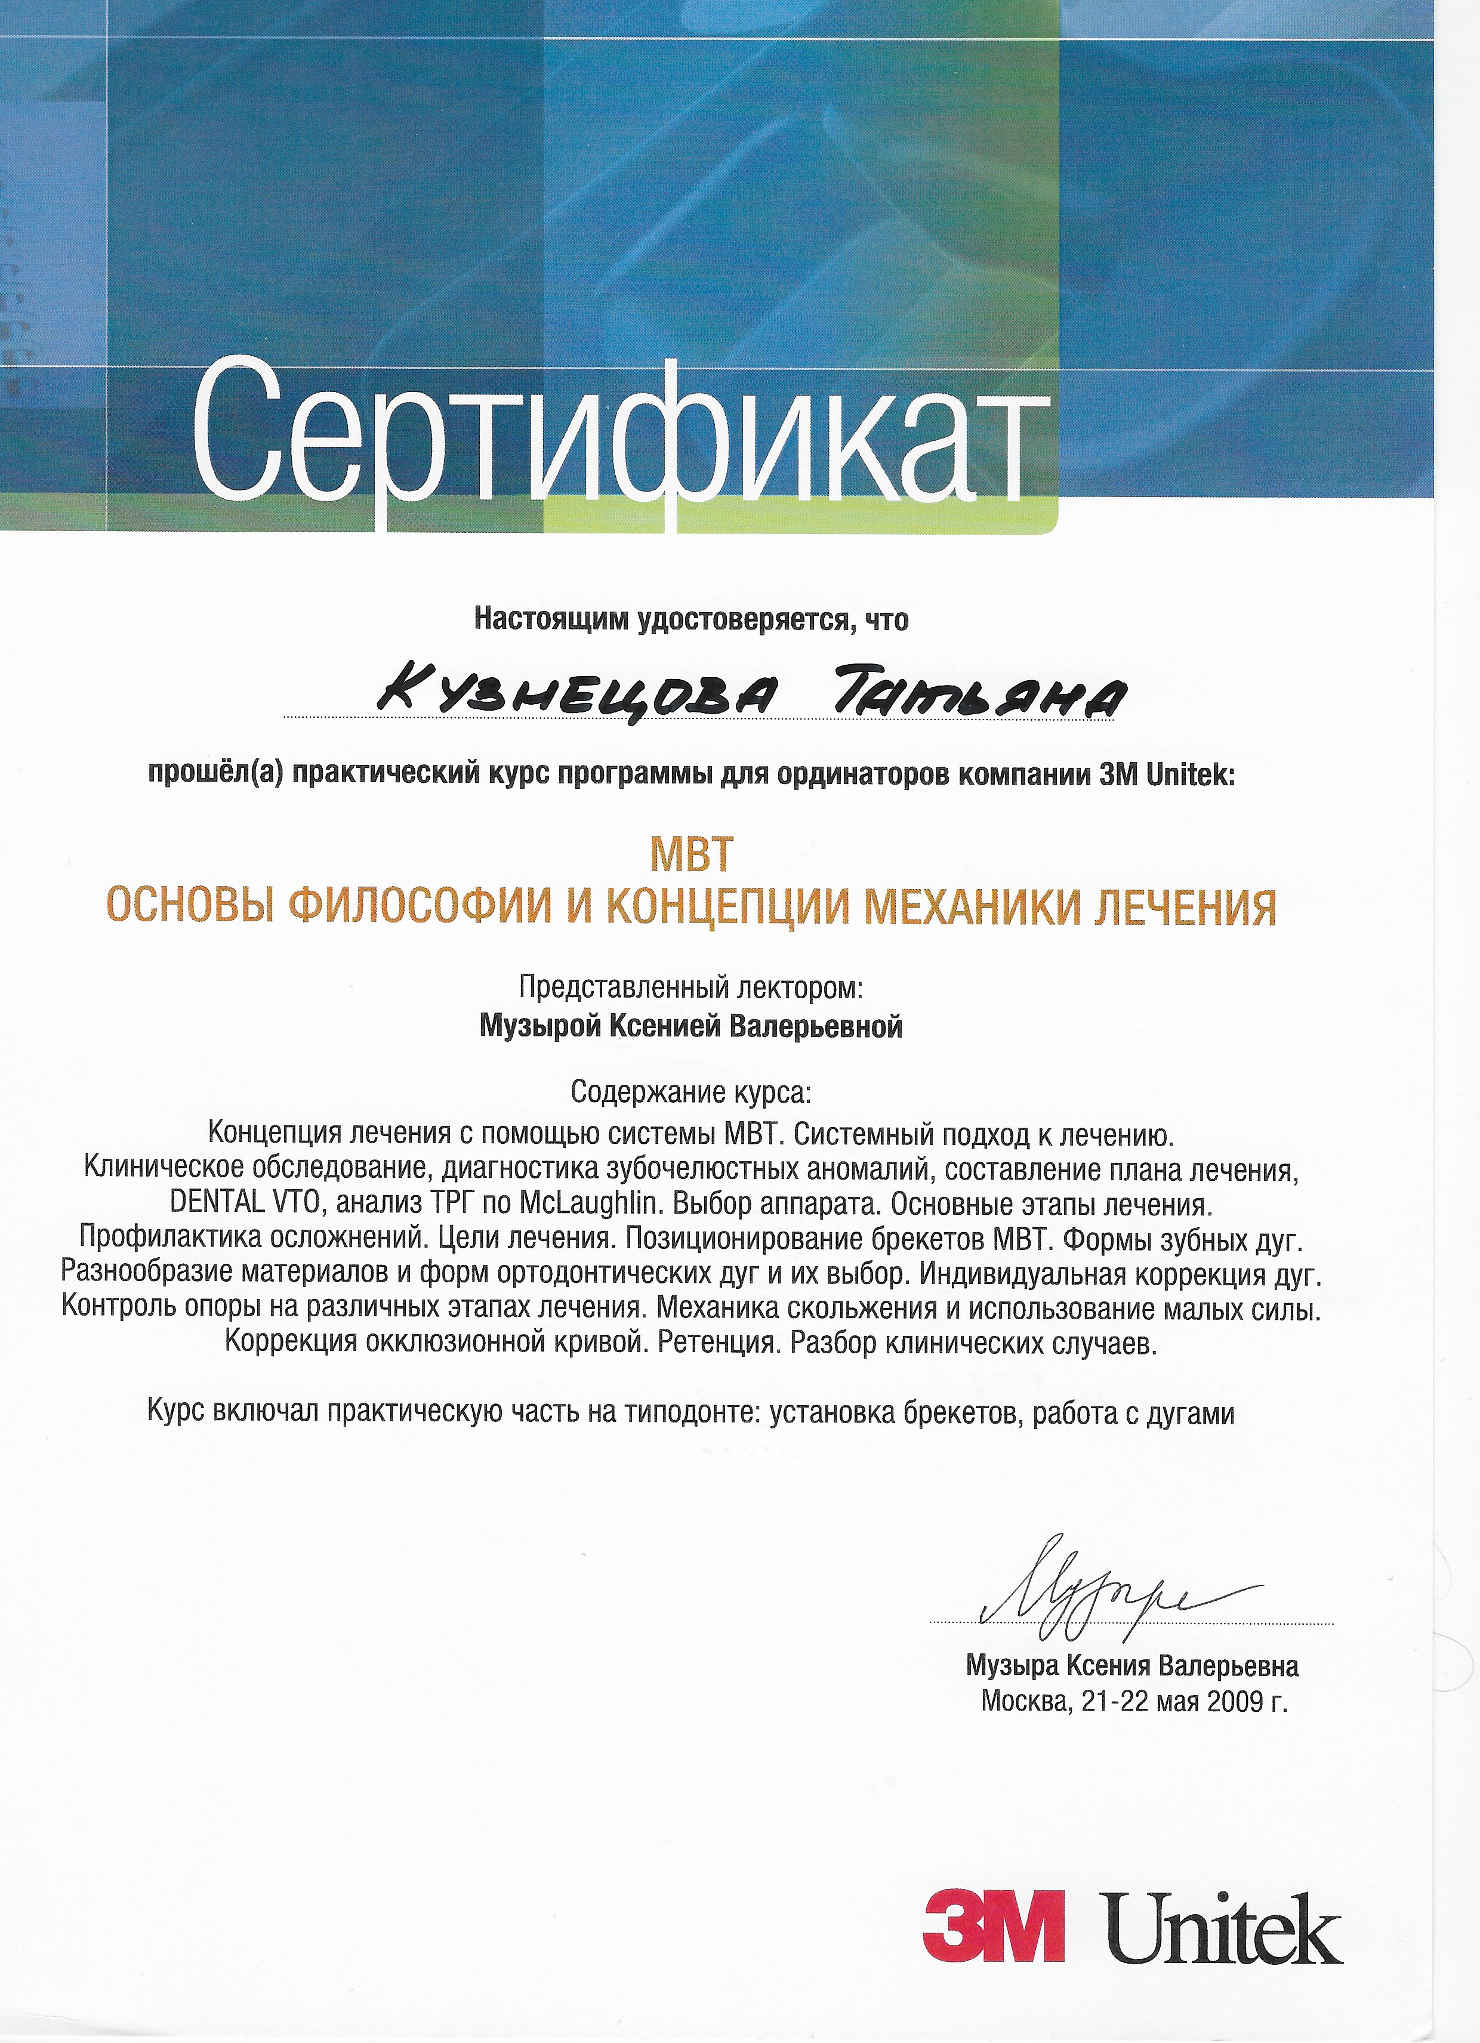 Сертификат
Настоящим удостоверяется, что
Кузнецова Татьяна
прошёл(а) практический курс программы для ординаторов компании 3M Unitek:
МВТ
ОСНОВЫ ФИЛОСОФИИ И КОНЦЕПЦИИ МЕХАНИКИ ЛЕЧЕНИЯ
Представленный лектором:
Музырой Ксенией Валерьевной
Содержание курса:
Концепция лечения с помощью системы МВТ. Системный подход к лечению.
Клиническое обследование, диагностика зубочелюстных аномалий, составление плана лечения,
DENTAL VTO, анализ ТРГ по McLaughlin. Выбор аппарата. Основные этапы лечения.
Профилактика осложнений. Цели лечения. Позиционирование брекетов МВТ. Формы зубных дуг.
Разнообразие материалов и форм ортодонтических дуг и их выбор. Индивидуальная коррекция дуг.
Контроль опоры на различных этапах лечения. Механика скольжения и использование малых силы.
Коррекция окклюзионной кривой. Ретенция. Разбор клинических случаев.
Курс включал практическую часть на типодонте: установка брекетов, работа с дугами
Музыра
Музыра Ксения Валерьевна
Москва, 21-22 мая 2009 г.
3M Unitek